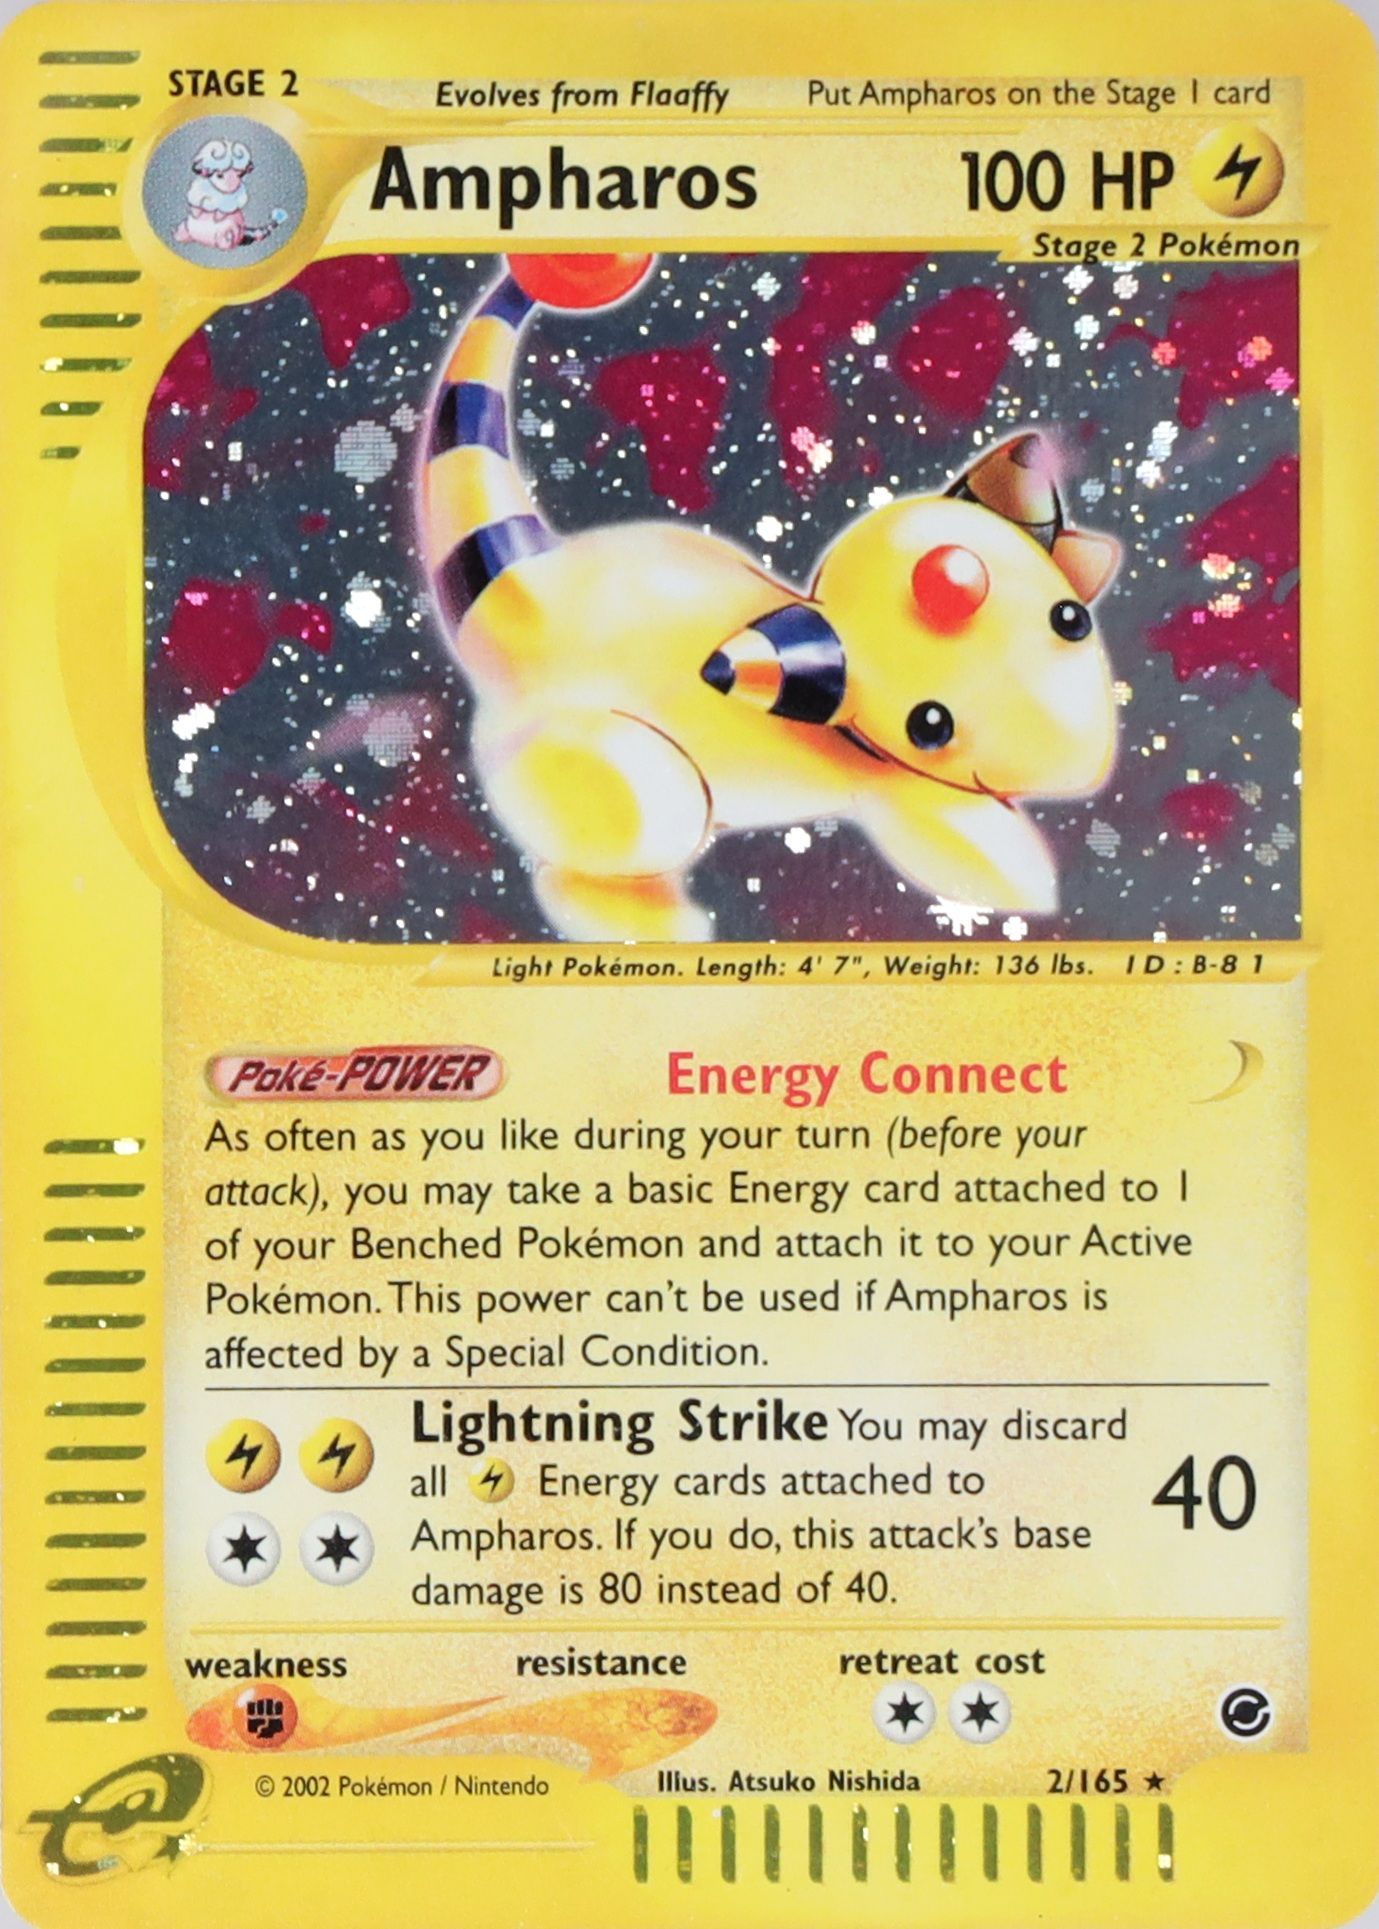 STAGE 2
Evolves from Flaaffy
Put Ampharos on the Stage 1 card
Ampharos
100 HP
Stage 2 Pokémon
Light Pokémon. Length: 4' 7", Weight: 136 lbs. ID: B-8 1
Poké-POWER
Energy Connect
As often as you like during your turn (before your
attack), you may take a basic Energy card attached to 1
of your Benched Pokémon and attach it to your Active
Pokémon. This power can't be used if Ampharos is
affected by a Special Condition.
Lightning Strike You may discard
all Energy cards attached to
Ampharos. If you do, this attack's base
damage is 80 instead of 40.
40
weakness
resistance
retreat cost
© 2002 Pokémon / Nintendo
Illus. Atsuko Nishida
2/165 ★